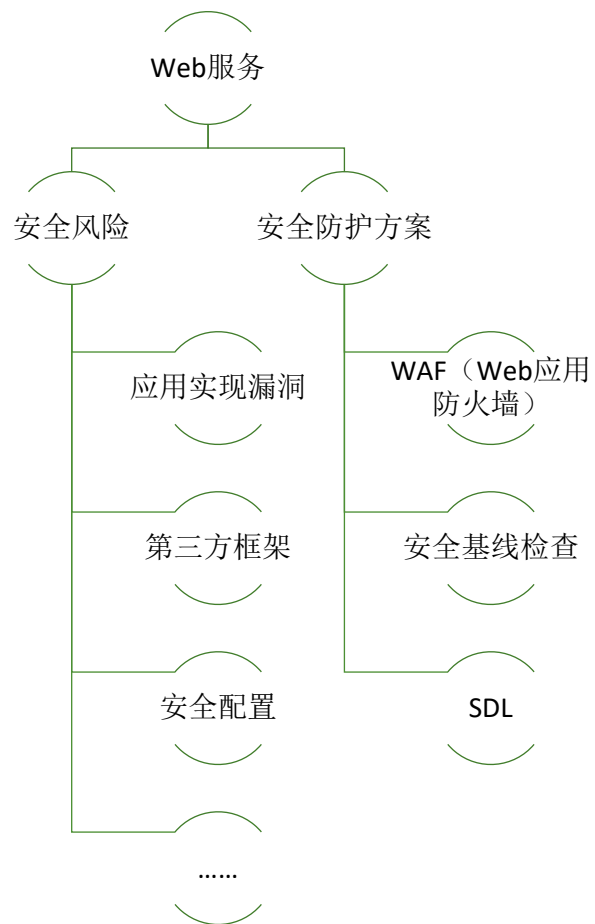 Web服务
安全风险
安全防护方案
应用实现漏洞
WAF（Web应用
防火墙）
第三方框架
安全基线检查
安全配置
SDL
……